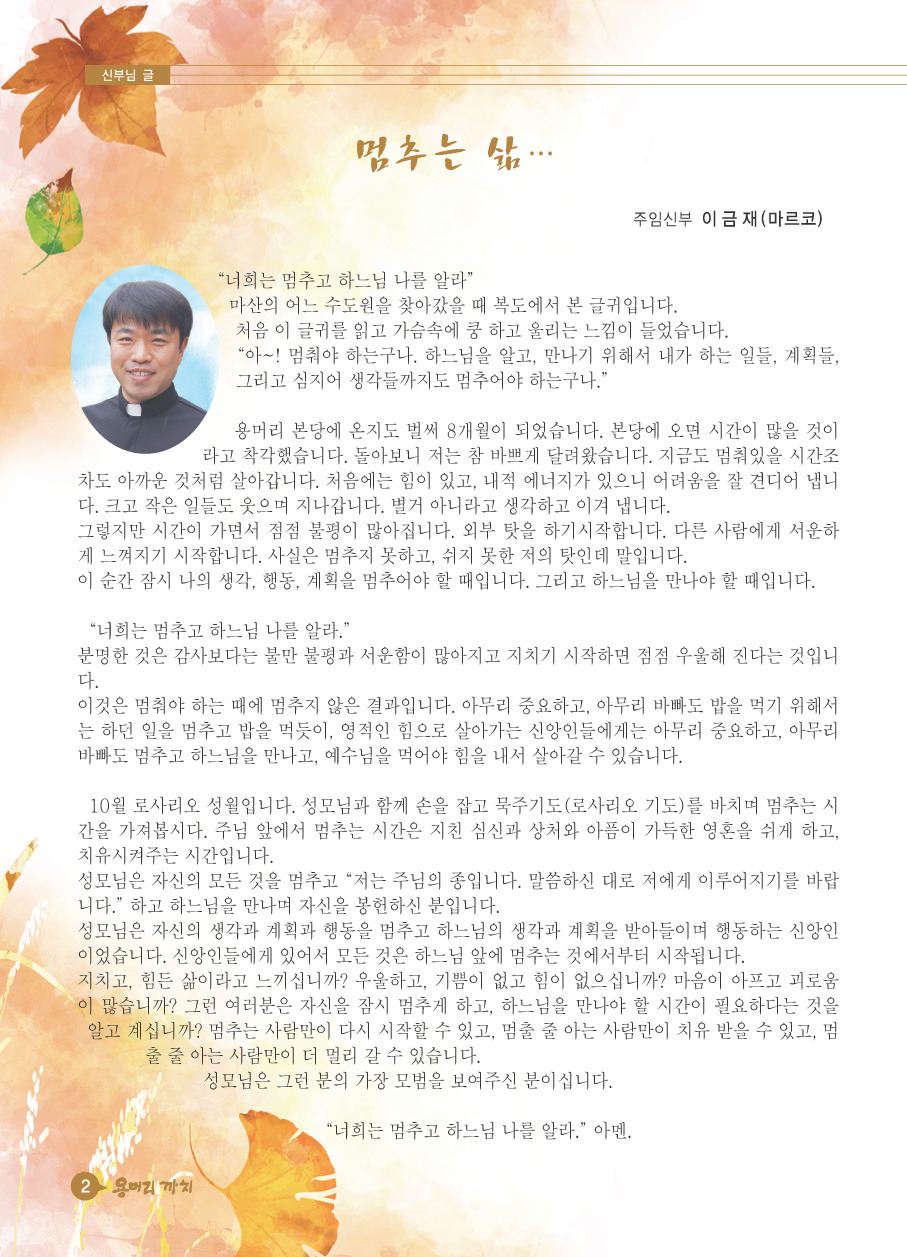 신부님 글
멈추는 삶…
주임신부 이 금 재(마르코)
“너희는 멈추고 하느님 나를 알라”
마산의 어느 수도원을 찾아갔을 때 복도에서 본 글귀입니다.
처음 이 글귀를 읽고 가슴속에 쿵 하고 울리는 느낌이 들었습니다.
“아~! 멈춰야 하는구나. 하느님을 알고, 만나기 위해서 내가 하는 일들, 계획들,
그리고 심지어 생각들까지도 멈추어야 하는구나.”
용머리 본당에 온지도 벌써 8개월이 되었습니다. 본당에 오면 시간이 많을 것이
라고 착각했습니다. 돌아보니 저는 참 바쁘게 달려왔습니다. 지금도 멈춰있을 시간조
차도 아까운 것처럼 살아갑니다. 처음에는 힘이 있고, 내적 에너지가 있으니 어려움을 잘 견디어 냅니
다. 크고 작은 일들도 웃으며 지나갑니다. 별거 아니라고 생각하고 이겨 냅니다.
그렇지만 시간이 가면서 점점 불평이 많아집니다. 외부 탓을 하기시작합니다. 다른 사람에게 서운하
게 느껴지기 시작합니다. 사실은 멈추지 못하고, 쉬지 못한 저의 탓인데 말입니다.
이 순간 잠시 나의 생각, 행동, 계획을 멈추어야 할 때입니다. 그리고 하느님을 만나야 할 때입니다.
“너희는 멈추고 하느님 나를 알라.”
분명한 것은 감사보다는 불만 불평과 서운함이 많아지고 지치기 시작하면 점점 우울해 진다는 것입니
다.
이것은 멈춰야 하는 때에 멈추지 않은 결과입니다. 아무리 중요하고, 아무리 바빠도 밥을 먹기 위해서
는 하던 일을 멈추고 밥을 먹듯이, 영적인 힘으로 살아가는 신앙인들에게는 아무리 중요하고, 아무리
바빠도 멈추고 하느님을 만나고, 예수님을 먹어야 힘을 내서 살아갈 수 있습니다.
10월 로사리오 성월입니다. 성모님과 함께 손을 잡고 묵주기도(로사리오 기도)를 바치며 멈추는 시
간을 가져봅시다. 주님 앞에서 멈추는 시간은 지친 심신과 상처와 아픔이 가득한 영혼을 쉬게 하고,
치유시켜주는 시간입니다.
성모님은 자신의 모든 것을 멈추고 “저는 주님의 종입니다. 말씀하신 대로 저에게 이루어지기를 바랍
니다.” 하고 하느님을 만나며 자신을 봉헌하신 분입니다.
성모님은 자신의 생각과 계획과 행동을 멈추고 하느님의 생각과 계획을 받아들이며 행동하는 신앙인
이었습니다. 신앙인들에게 있어서 모든 것은 하느님 앞에 멈추는 것에서부터 시작됩니다.
지치고, 힘든 삶이라고 느끼십니까? 우울하고, 기쁨이 없고 힘이 없으십니까? 마음이 아프고 괴로움
이 많습니까? 그런 여러분은 자신을 잠시 멈추게 하고, 하느님을 만나야 할 시간이 필요하다는 것을
알고 계십니까? 멈추는 사람만이 다시 시작할 수 있고, 멈출 줄 아는 사람만이 치유 받을 수 있고, 멈
출 줄 아는 사람만이 더 멀리 갈 수 있습니다.
성모님은 그런 분의 가장 모범을 보여주신 분이십니다.
“너희는 멈추고 하느님 나를 알라.” 아멘.
2 용머리 까치